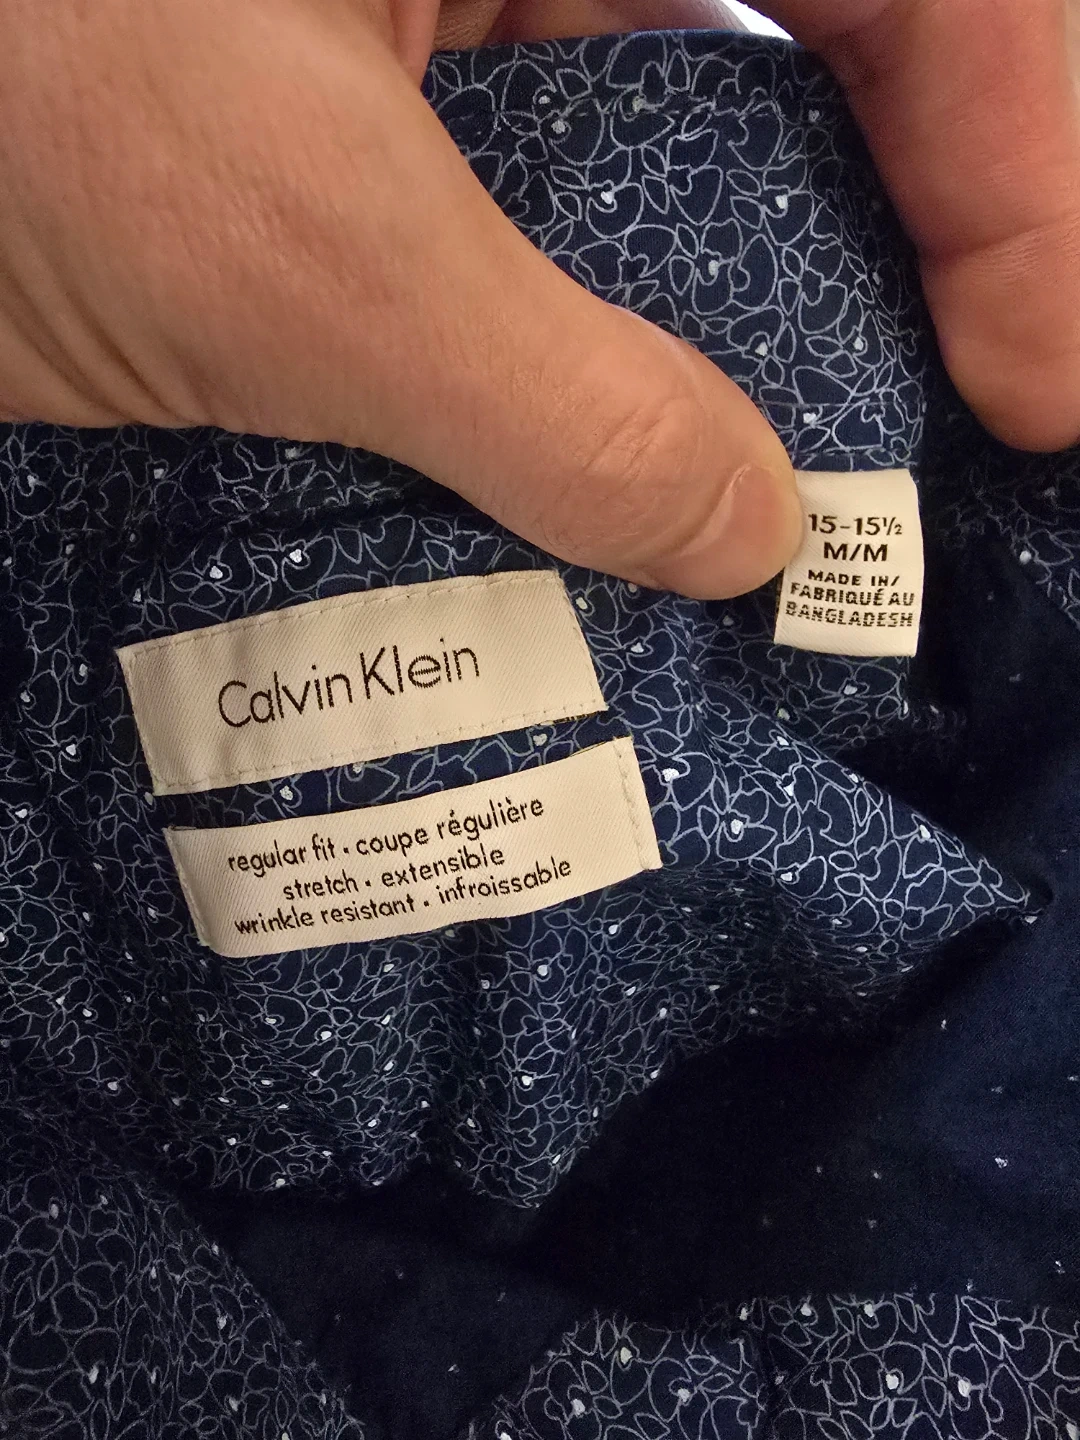 15-15½
M/M
MADE IN/
FABRIQUÉ AU
BANGLADESH
Calvin Klein
regular fit • coupe régulière
stretch • extensible
wrinkle resistant • infroissable